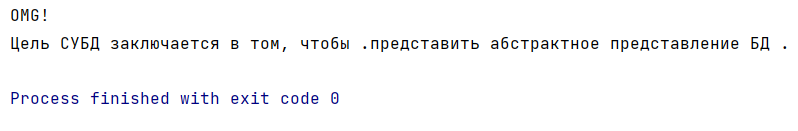 OMG!
Цель СУБД заключается в том, чтобы .представить абстрактное представление БД .
Process finished with exit code 0